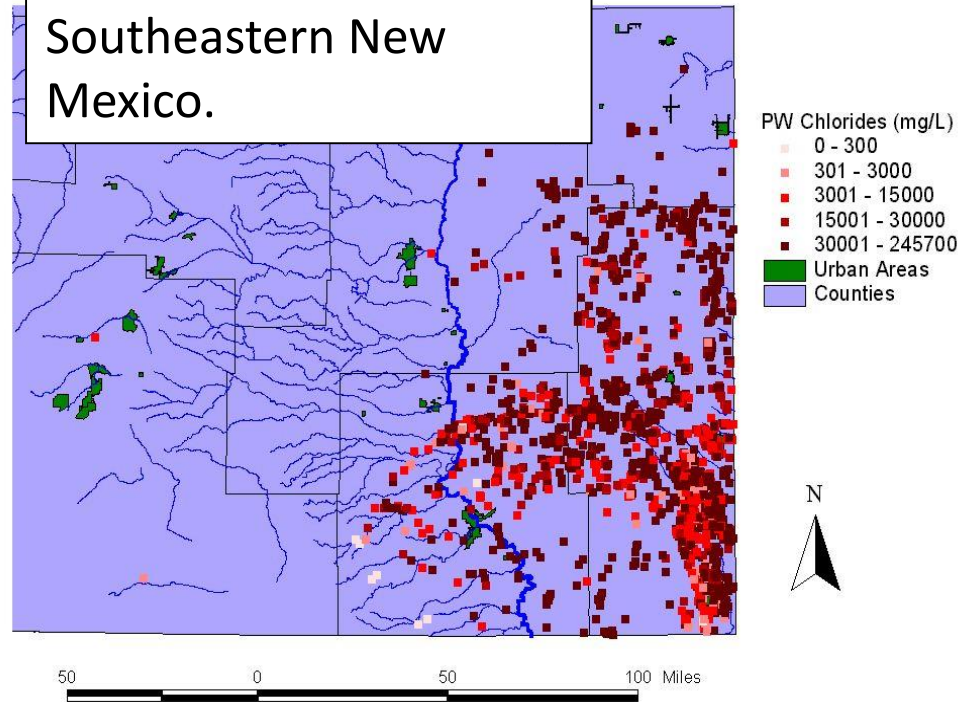 Southeastern New
Mexico.
PW Chlorides (mg/L)
0 - 300
301 - 3000
3001 - 15000
15001 - 30000
30001 - 245700
Urban Areas
Counties
N
50 0 50 100 Miles